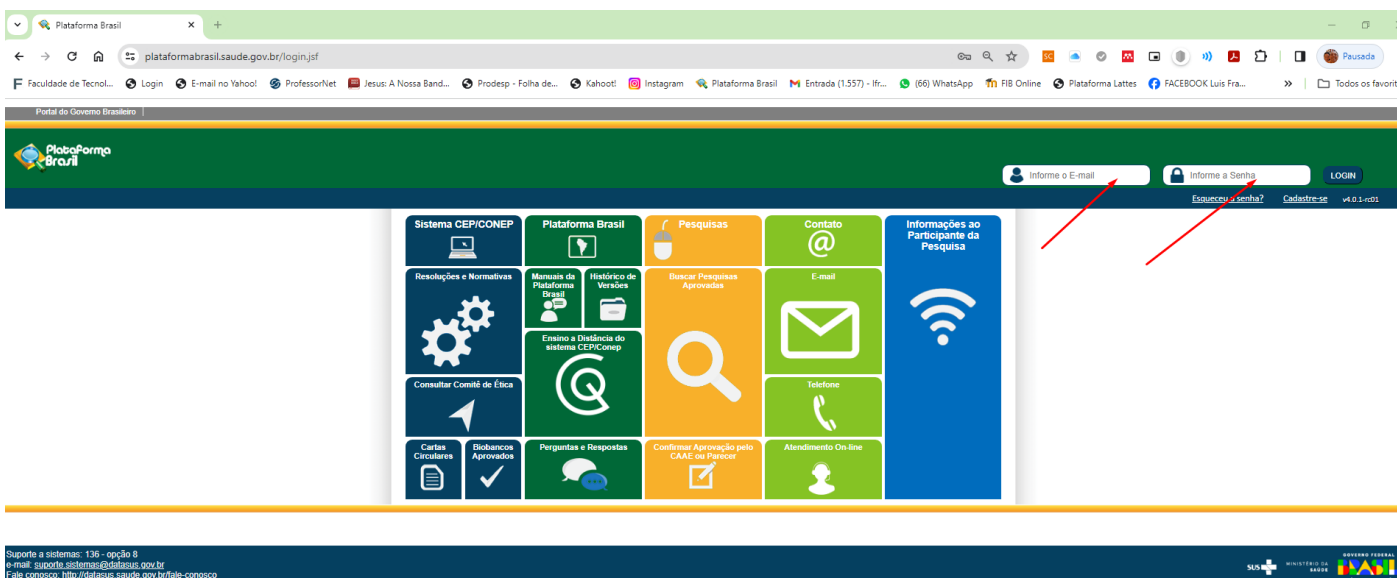 Plataforma Brasil
plataformabrasil.saude.gov.br/login.jsf
Pausada
Faculdade de Tecnol... Login E-mail no Yahoo! ProfessorNet Jesus: A Nossa Band... Prodesp - Folha de... Kahoot! Instagram Plataforma Brasil Entrada (1.557) - lfr... (66) WhatsApp FIB Online Plataforma Lattes FACEBOOK Luis Fra... » Todos os favorit
Portal do Governo Brasileiro
Plataforma
Brasil
Informe o E-mail Informe a Senha LOGIN
Esqueceu a senha? Cadastre-se v4.0.1-rc01
Sistema CEP/CONEP
Plataforma Brasil
Pesquisas
Contato
Informações ao
Participante da
Pesquisa
Resoluções e Normativas
Manuais da
Plataforma
Brasil
Histórico de
Versões
Buscar Pesquisas
Aprovadas
E-mail
Ensino a Distância do
sistema CEP/Conep
Consultar Comitê de Ética
Telefone
Cartas
Circulares
Biobancos
Aprovados
Perguntas e Respostas
Confirmar Aprovação pelo
CAAE ou Parecer
Atendimento On-line
Suporte a sistemas: 136 - opção 8
e-mail: suporte.sistemas@datasus.gov.br
Fale conosco: http://datasus.saude.gov.br/fale-conosco
SUS
MINISTÉRIO DA
SAÚDE
GOVERNO FEDERAL
BRASIL